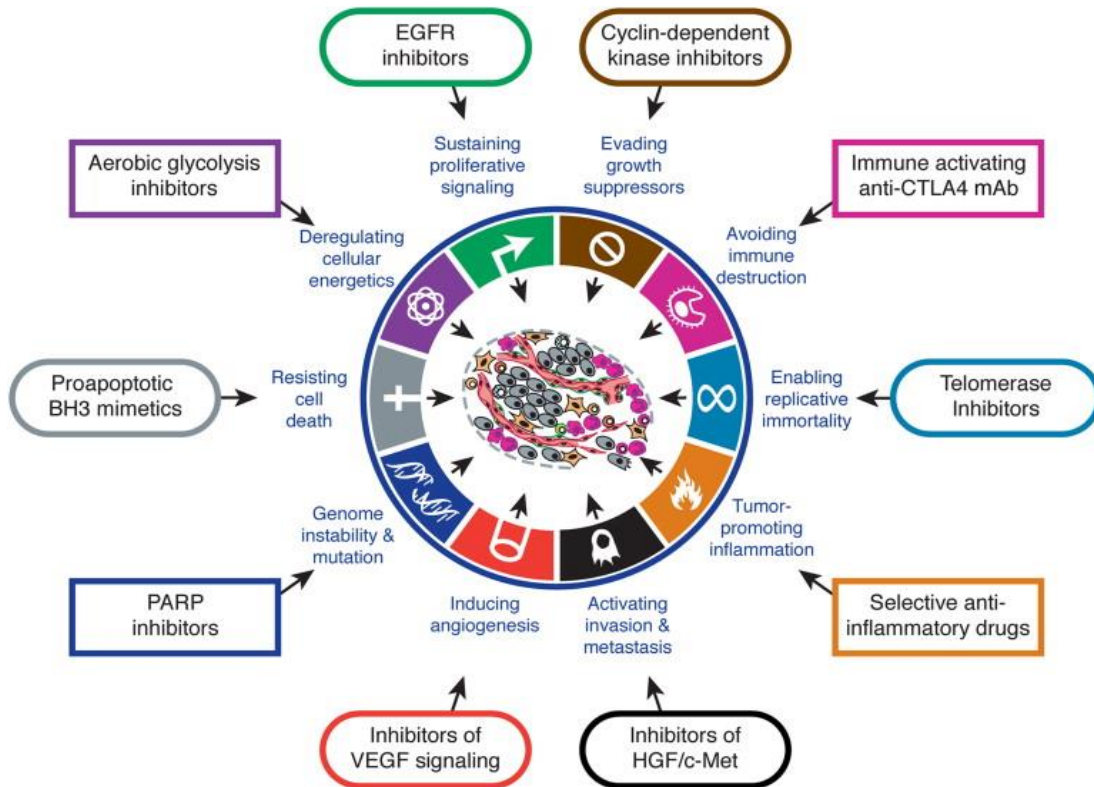 EGFR
inhibitors
Cyclin-dependent
kinase inhibitors
Sustaining
proliferative
signaling
Evading
growth
suppressors
Aerobic glycolysis
inhibitors
Immune activating
anti-CTLA4 mAb
Deregulating
cellular
energetics
Avoiding
immune
destruction
Proapoptotic
BH3 mimetics
Resisting
cell
death
Enabling
replicative
immortality
Telomerase
Inhibitors
Genome
instability &
mutation
Tumor-
promoting
inflammation
PARP
inhibitors
Inducing
angiogenesis
Activating
invasion &
metastasis
Selective anti-
inflammatory drugs
Inhibitors of
VEGF signaling
Inhibitors of
HGF/c-Met